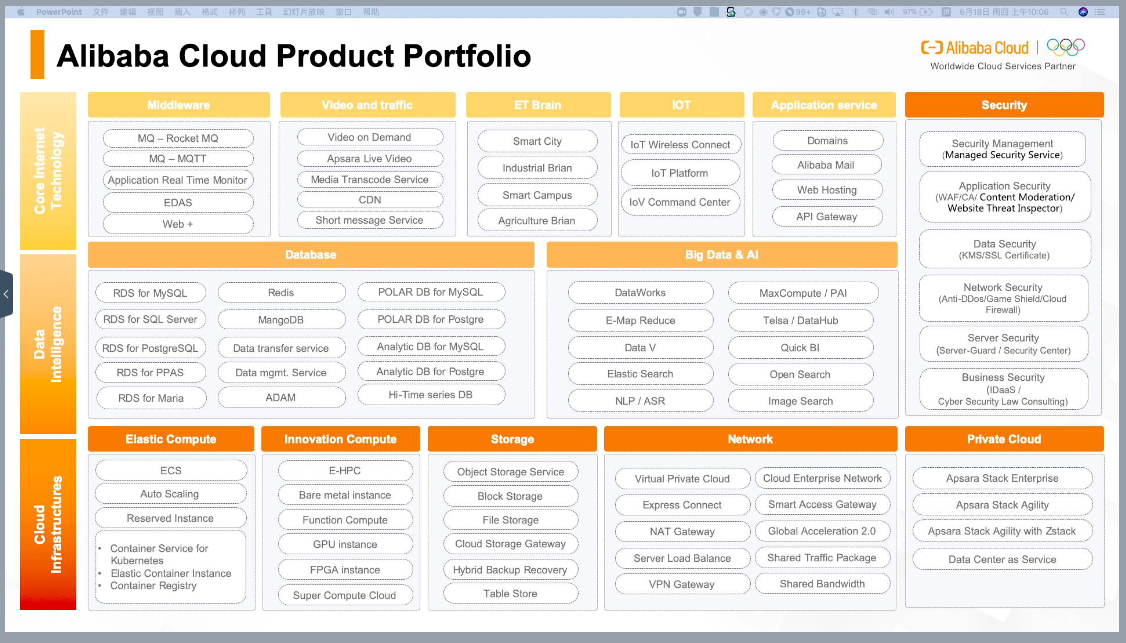 PowerPoint 文件 编辑 视图 插入 格式 排列 工具 幻灯片放映 窗口 帮助
99+ 97% 6月18日 周四 上午10:06
Alibaba Cloud Product Portfolio
Alibaba Cloud
Worldwide Cloud Services Partner
Core Internet
Technology
Middleware
MQ – Rocket MQ
MQ – MQTT
Application Real Time Monitor
EDAS
Web +
Video and traffic
Video on Demand
Apsara Live Video
Media Transcode Service
CDN
Short message Service
ET Brain
Smart City
Industrial Brian
Smart Campus
Agriculture Brian
IOT
IoT Wireless Connect
IoT Platform
IoV Command Center
Application service
Domains
Alibaba Mail
Web Hosting
API Gateway
Security
Security Management
(Managed Security Service)
Application Security
(WAF/CA/ Content Moderation/
Website Threat Inspector)
Data Security
(KMS/SSL Certificate)
Network Security
(Anti-DDos/Game Shield/Cloud
Firewall)
Server Security
(Server-Guard / Security Center)
Business Security
(IDaaS /
Cyber Security Law Consulting)
Data
Intelligence
Database
RDS for MySQL
RDS for SQL Server
RDS for PostgreSQL
RDS for PPAS
RDS for Maria
Redis
MangoDB
Data transfer service
Data mgmt. Service
ADAM
POLAR DB for MySQL
POLAR DB for Postgre
Analytic DB for MySQL
Analytic DB for Postgre
Hi-Time series DB
Big Data & AI
DataWorks
E-Map Reduce
Data V
Elastic Search
NLP / ASR
MaxCompute / PAI
Telsa / DataHub
Quick BI
Open Search
Image Search
Cloud
Infrastructures
Elastic Compute
ECS
Auto Scaling
Reserved Instance
• Container Service for
Kubernetes
• Elastic Container Instance
• Container Registry
Innovation Compute
E-HPC
Bare metal instance
Function Compute
GPU instance
FPGA instance
Super Compute Cloud
Storage
Object Storage Service
Block Storage
File Storage
Cloud Storage Gateway
Hybrid Backup Recovery
Table Store
Network
Virtual Private Cloud
Express Connect
NAT Gateway
Server Load Balance
VPN Gateway
Cloud Enterprise Network
Smart Access Gateway
Global Acceleration 2.0
Shared Traffic Package
Shared Bandwidth
Private Cloud
Apsara Stack Enterprise
Apsara Stack Agility
Apsara Stack Agility with Zstack
Data Center as Service